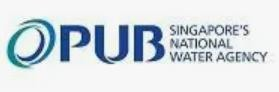 PUB
SINGAPORE'S
NATIONAL
WATER AGENCY